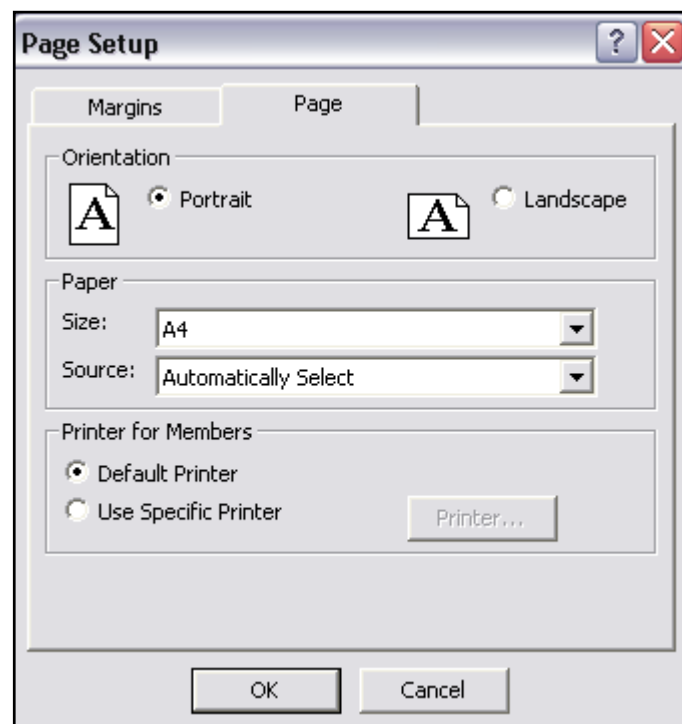 Page Setup
Margins Page
Orientation
A Portrait A Landscape
Paper
Size: A4
Source: Automatically Select
Printer for Members
Default Printer
Use Specific Printer Printer...
OK Cancel